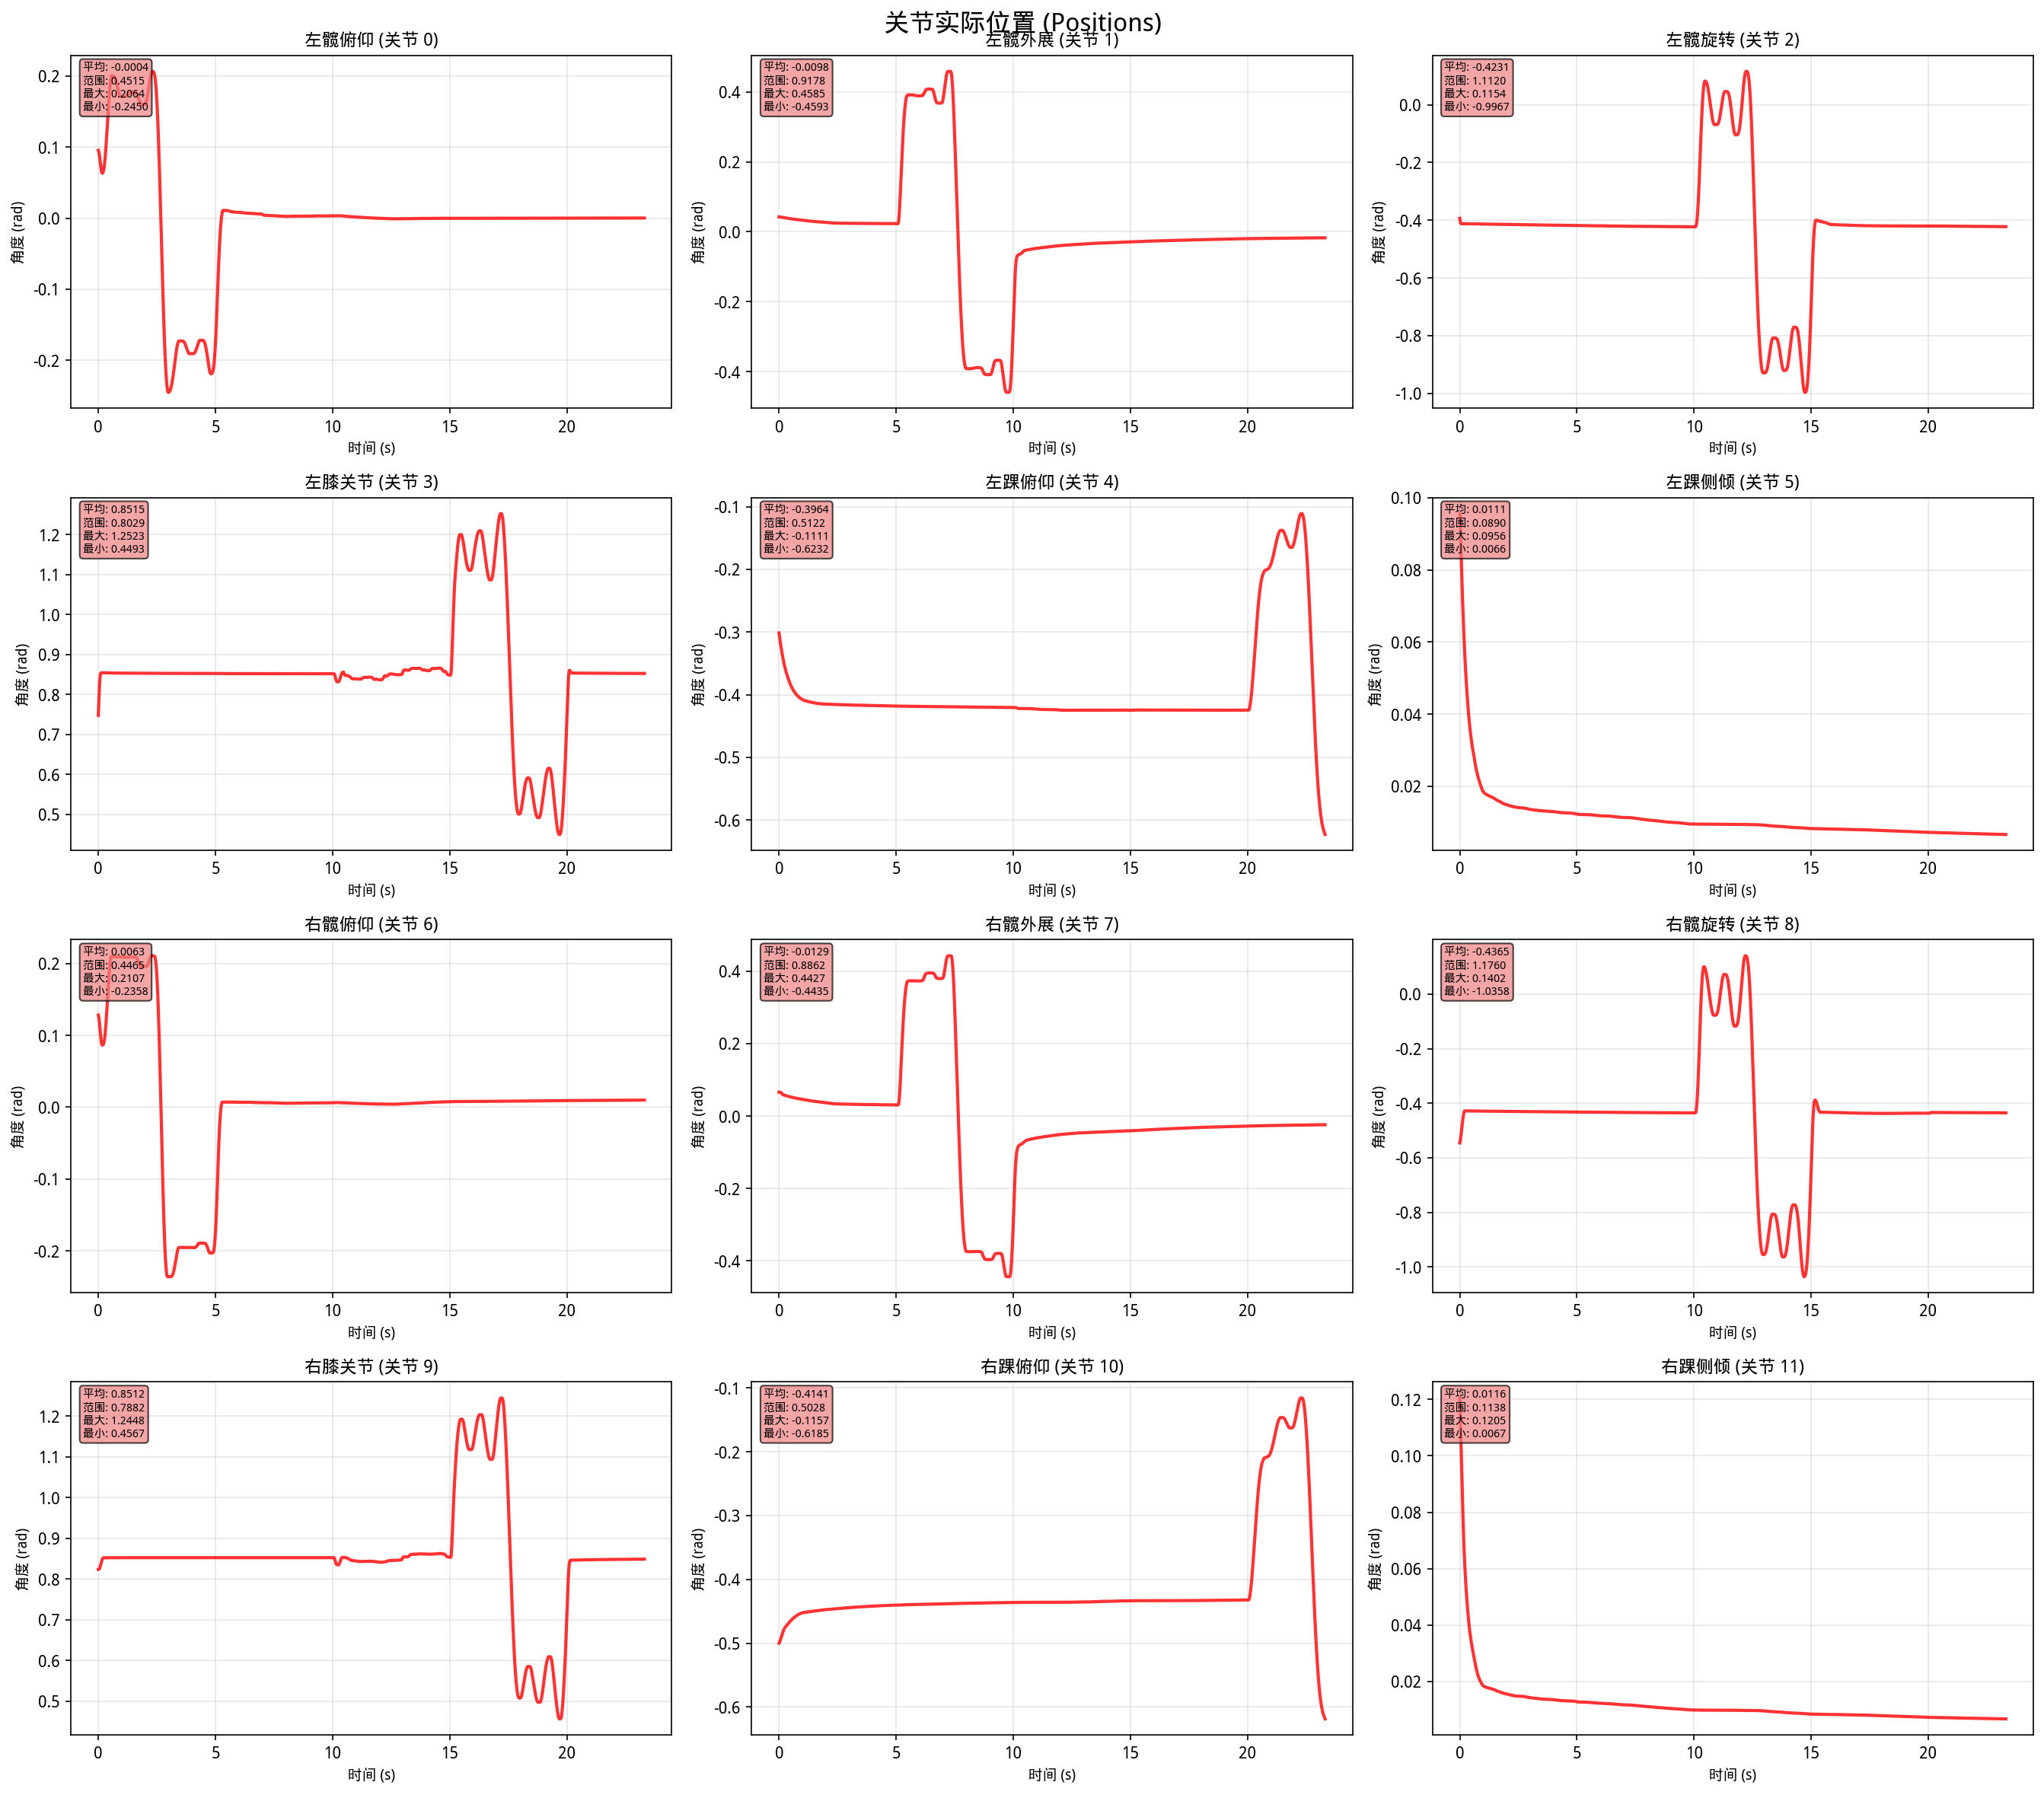 关节实际位置 (Positions)
左髋俯仰 (关节 0)
平均: -0.0004
范围: 0.4515
最大: 0.2064
最小: -0.2450
角度 (rad)
0.2
0.1
0.0
-0.1
-0.2
0 5 10 15 20
时间 (s)
左髋外展 (关节 1)
平均: -0.0098
范围: 0.9178
最大: 0.4585
最小: -0.4593
角度 (rad)
0.4
0.2
0.0
-0.2
-0.4
0 5 10 15 20
时间 (s)
左髋旋转 (关节 2)
平均: -0.4231
范围: 1.1120
最大: 0.1154
最小: -0.9967
角度 (rad)
0.0
-0.2
-0.4
-0.6
-0.8
-1.0
0 5 10 15 20
时间 (s)
左膝关节 (关节 3)
平均: 0.8515
范围: 0.8029
最大: 1.2523
最小: 0.4493
角度 (rad)
1.2
1.1
1.0
0.9
0.8
0.7
0.6
0.5
0 5 10 15 20
时间 (s)
左踝俯仰 (关节 4)
平均: -0.3964
范围: 0.5122
最大: -0.1111
最小: -0.6232
角度 (rad)
-0.1
-0.2
-0.3
-0.4
-0.5
-0.6
0 5 10 15 20
时间 (s)
左踝侧倾 (关节 5)
平均: 0.0111
范围: 0.0890
最大: 0.0956
最小: 0.0066
角度 (rad)
0.10
0.08
0.06
0.04
0.02
0 5 10 15 20
时间 (s)
右髋俯仰 (关节 6)
平均: 0.0063
范围: 0.4465
最大: 0.2107
最小: -0.2358
角度 (rad)
0.2
0.1
0.0
-0.1
-0.2
0 5 10 15 20
时间 (s)
右髋外展 (关节 7)
平均: -0.0129
范围: 0.8862
最大: 0.4427
最小: -0.4435
角度 (rad)
0.4
0.2
0.0
-0.2
-0.4
0 5 10 15 20
时间 (s)
右髋旋转 (关节 8)
平均: -0.4365
范围: 1.1760
最大: 0.1402
最小: -1.0358
角度 (rad)
0.0
-0.2
-0.4
-0.6
-0.8
-1.0
0 5 10 15 20
时间 (s)
右膝关节 (关节 9)
平均: 0.8512
范围: 0.7882
最大: 1.2448
最小: 0.4567
角度 (rad)
1.2
1.1
1.0
0.9
0.8
0.7
0.6
0.5
0 5 10 15 20
时间 (s)
右踝俯仰 (关节 10)
平均: -0.4141
范围: 0.5028
最大: -0.1157
最小: -0.6185
角度 (rad)
-0.1
-0.2
-0.3
-0.4
-0.5
-0.6
0 5 10 15 20
时间 (s)
右踝侧倾 (关节 11)
平均: 0.0116
范围: 0.1138
最大: 0.1205
最小: 0.0067
角度 (rad)
0.12
0.10
0.08
0.06
0.04
0.02
0 5 10 15 20
时间 (s)